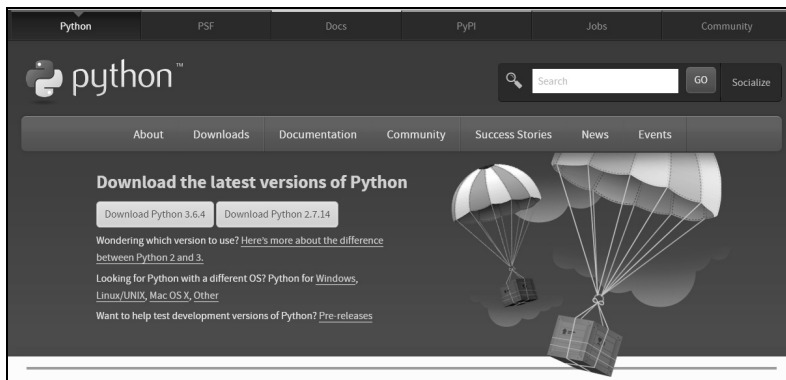 Python PSF Docs PyPI Jobs Community
python™ Search GO Socialize
About Downloads Documentation Community Success Stories News Events
Download the latest versions of Python
Download Python 3.6.4 Download Python 2.7.14
Wondering which version to use? Here's more about the difference
between Python 2 and 3.
Looking for Python with a different OS? Python for Windows,
Linux/UNIX, Mac OS X, Other
Want to help test development versions of Python? Pre-releases